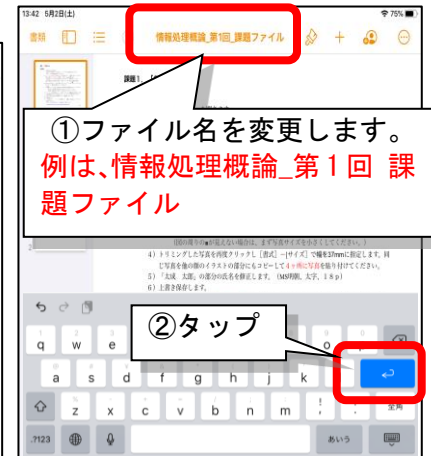 13:42 5月2日(土)
75%
書類
情報処理概論_第1回_課題ファイル
課題1.
①ファイル名を変更します。
例は、情報処理概論_第1回 課
題ファイル
4) トリミングした写真を再度クリックし[書式]-[サイズ]で幅を37mmに指定します。同
じ写真を他の顔のイラストの部分にもコピーして4ヶ所に写真を貼り付けてください。
5) 「太成 太郎」の部分の氏名を修正します。(MS明朝、太字、18p)
6) 上書き保存します。
②タップ
q w e o
a s d f g h j k
z x c v b n m ! . 全角
.?123 あいう